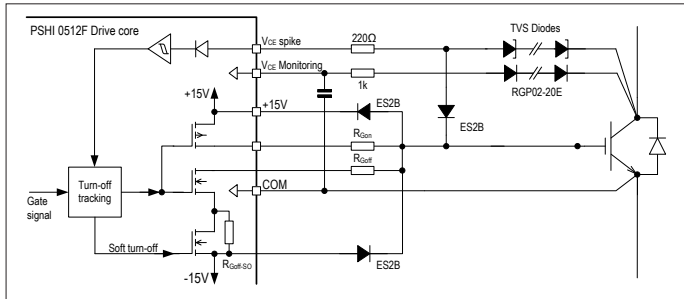 PSHI 0512F Drive core
VCE spike
220Ω
TVS Diodes
VCE Monitoring
1k
RGP02-20E
+15V
+15V
ES2B
ES2B
RGon
RGoff
Turn-off
tracking
COM
Gate
signal
Soft turn-off
RGoff-SO
ES2B
-15V